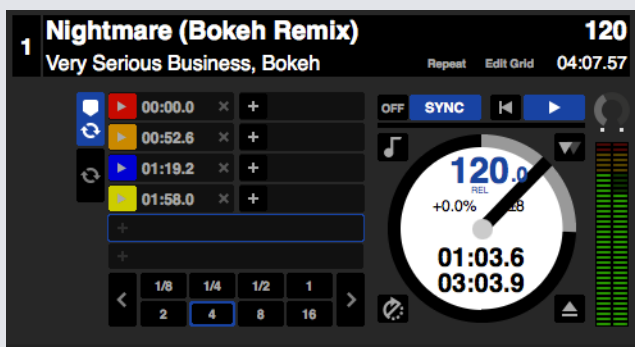 1
Nightmare (Bokeh Remix) 120
Very Serious Business, Bokeh Repeat Edit Grid 04:07.57
00:00.0 × +
OFF SYNC
00:52.6 × +
01:19.2 × +
01:58.0 × +
120.0
REL
+0.0% 8
+
+
01:03.6
03:03.9
1/8 1/4 1/2 1
2 4 8 16